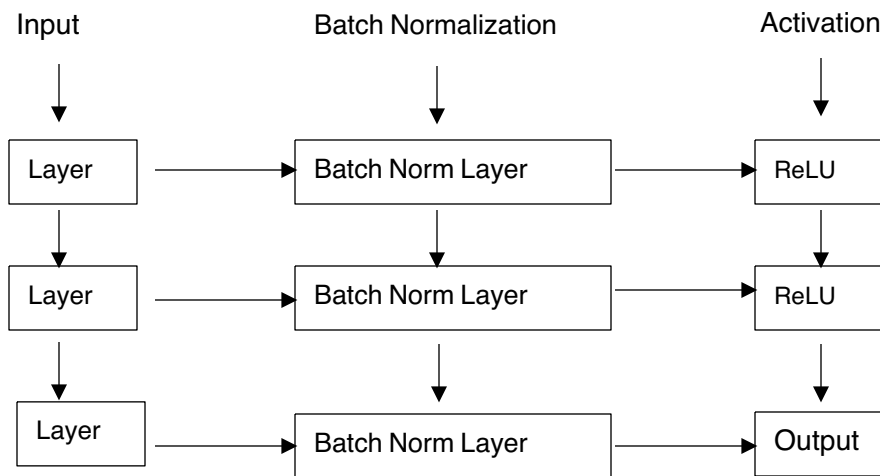 Input Batch Normalization Activation
Layer Batch Norm Layer ReLU
Layer Batch Norm Layer ReLU
Layer Batch Norm Layer Output